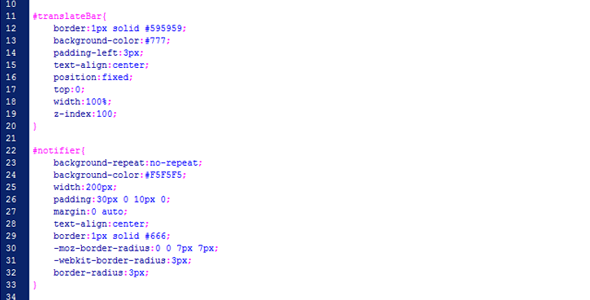 10
11 #translateBar{
12 border:1px solid #595959;
13 background-color:#777;
14 padding-left:3px;
15 text-align:center;
16 position:fixed;
17 top:0;
18 width:100%;
19 z-index:100;
20 }
21
22 #notifier{
23 background-repeat:no-repeat;
24 background-color:#F5F5F5;
25 width:200px;
26 padding:30px 0 10px 0;
27 margin:0 auto;
28 text-align:center;
29 border:1px solid #666;
30 -moz-border-radius:0 0 7px 7px;
31 -webkit-border-radius:3px;
32 border-radius:3px;
33 }
34